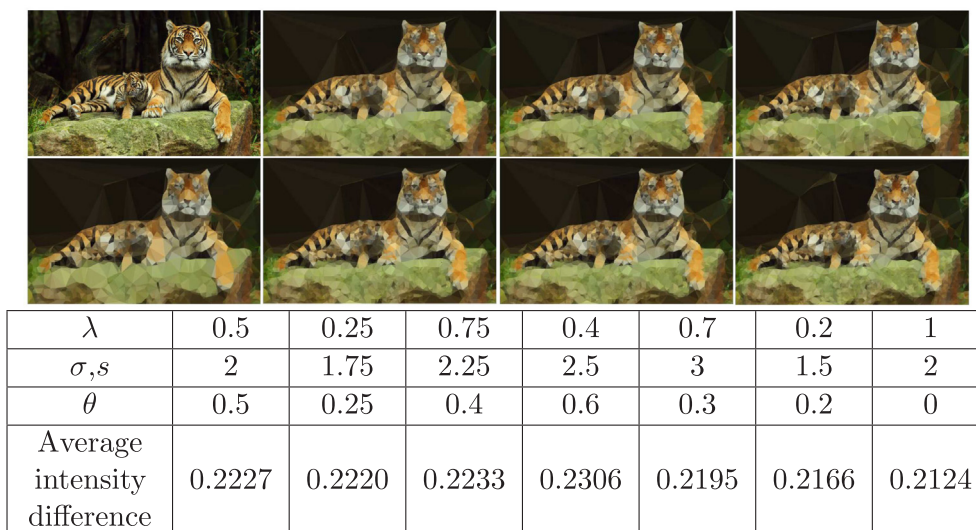 λ 0.5 0.25 0.75 0.4 0.7 0.2 1
σ,s 2 1.75 2.25 2.5 3 1.5 2
θ 0.5 0.25 0.4 0.6 0.3 0.2 0
Average
intensity 0.2227 0.2220 0.2233 0.2306 0.2195 0.2166 0.2124
difference